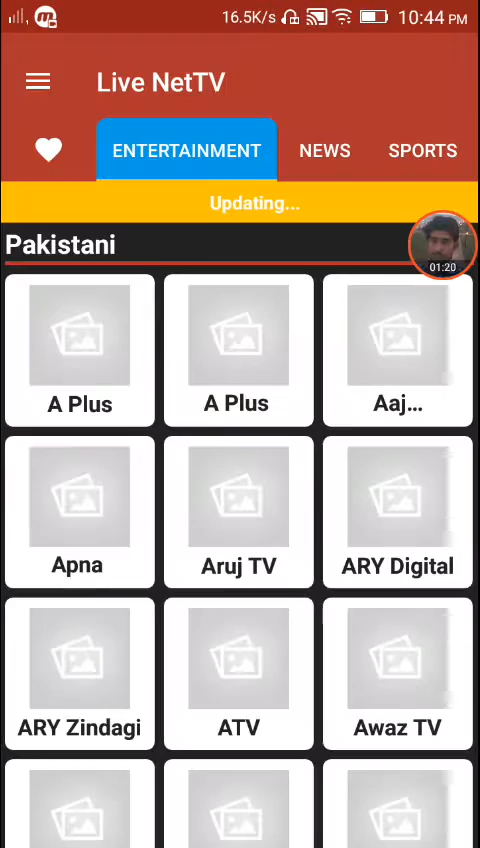 16.5K/s 10:44 PM
Live NetTV
ENTERTAINMENT NEWS SPORTS
Updating...
Pakistani
01:20
A Plus A Plus Aaj...
Apna Aruj TV ARY Digital
ARY Zindagi ATV Awaz TV